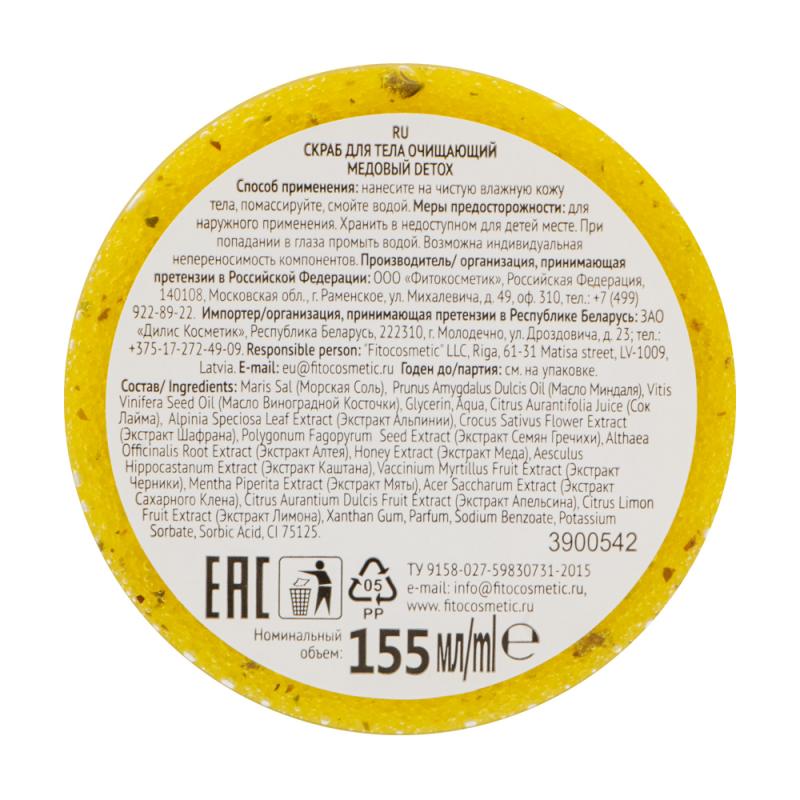 RU
СКРАБ ДЛЯ ТЕЛА ОЧИЩАЮЩИЙ
МЕДОВЫЙ DETOX
Способ применения: нанесите на чистую влажную кожу
тела, помассируйте, смойте водой. Меры предосторожности: для
наружного применения. Хранить в недоступном для детей месте. При
попадании в глаза промыть водой. Возможна индивидуальная
непереносимость компонентов. Производитель/ организация, принимающая
претензии в Российской Федерации: ООО «Фитокосметик», Российская Федерация,
140108, Московская обл., г. Раменское, ул. Михалевича, д. 49, оф. 310, тел.: +7 (499)
922-89-22. Импортер/организация, принимающая претензии в Республике Беларусь: ЗАО
«Дилис Косметик», Республика Беларусь, 222310, г. Молодечно, ул. Дроздовича, д. 23; тел.:
+375-17-272-49-09. Responsible person: "Fitocosmetic" LLC, Riga, 61-31 Matisa street, LV-1009,
Latvia. E-mail: eu@fitocosmetic.ru Годен до/партия: см. на упаковке.
Состав/ Ingredients: Maris Sal (Морская Соль), Prunus Amygdalus Dulcis Oil (Масло Миндаля), Vitis
Vinifera Seed Oil (Масло Виноградной Косточки), Glycerin, Aqua, Citrus Aurantifolia Juice (Сок
Лайма), Alpinia Speciosa Leaf Extract (Экстракт Альпинии), Crocus Sativus Flower Extract
(Экстракт Шафрана), Polygonum Fagopyrum Seed Extract (Экстракт Семян Гречихи), Althaea
Officinalis Root Extract (Экстракт Алтея), Honey Extract (Экстракт Меда), Aesculus
Hippocastanum Extract (Экстракт Каштана), Vaccinium Myrtillus Fruit Extract (Экстракт
Черники), Mentha Piperita Extract (Экстракт Мяты), Acer Saccharum Extract (Экстракт
Сахарного Клена), Citrus Aurantium Dulcis Fruit Extract (Экстракт Апельсина), Citrus Limon
Fruit Extract (Экстракт Лимона), Xanthan Gum, Parfum, Sodium Benzoate, Potassium
Sorbate, Sorbic Acid, CI 75125.
3900542
EAC
05
PP
ТУ 9158-027-59830731-2015
e-mail: info@fitocosmetic.ru,
www. fitocosmetic.ru
Номинальный
объем: 155 мл/ml e